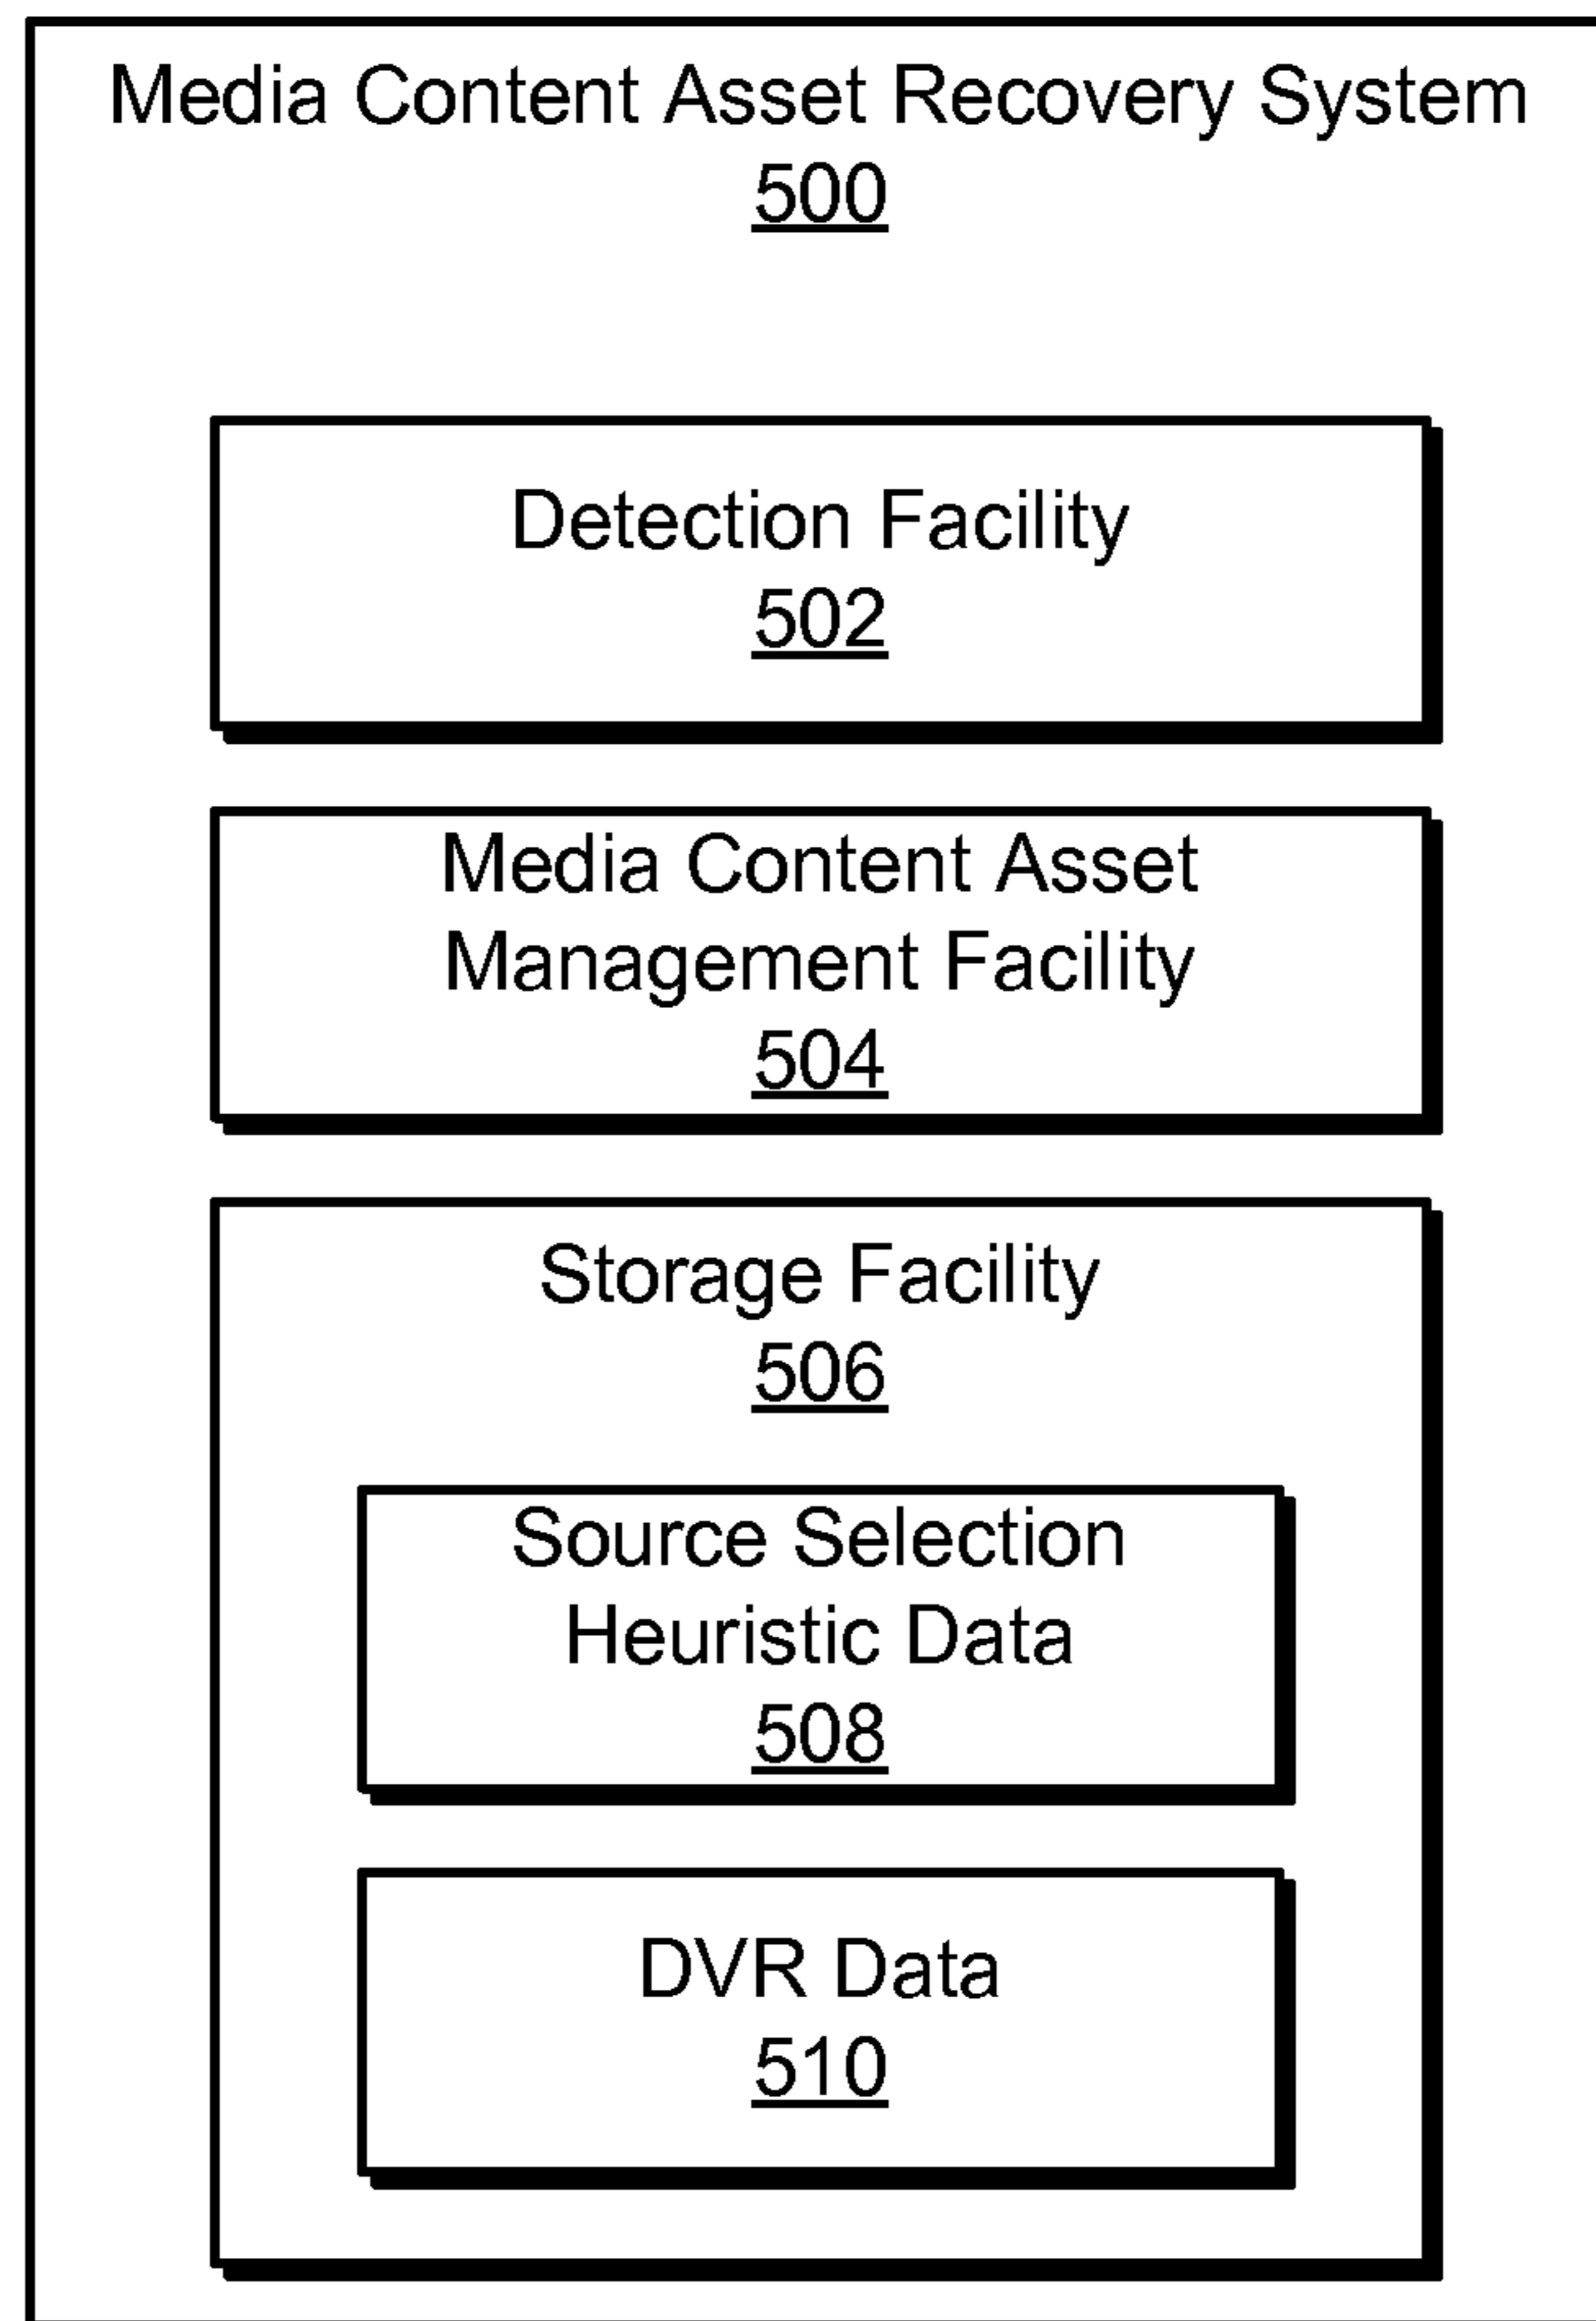 Media Content Asset Recovery System
500
Detection Facility
502
Media Content Asset
Management Facility
504
Storage Facility
506
Source Selection
Heuristic Data
508
DVR Data
510